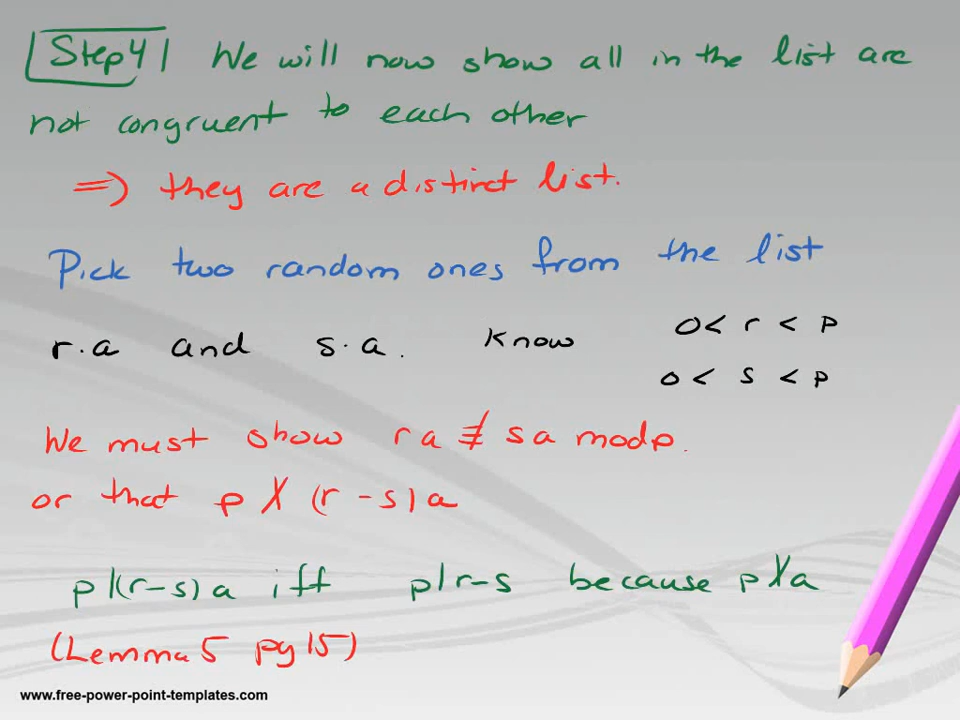 Step 4 We will now show all in the list are
not congruent to each other
⇒ they are a distinct list.
Pick two random ones from the list
r·a and s·a. Know 0 < r < p
0 < s < p
We must show ra ≢ sa mod p.
or that p ∤ (r-s)a
p|(r-s)a iff p|r-s because p∤a
(Lemma 5 pg 15)
www.free-power-point-templates.com